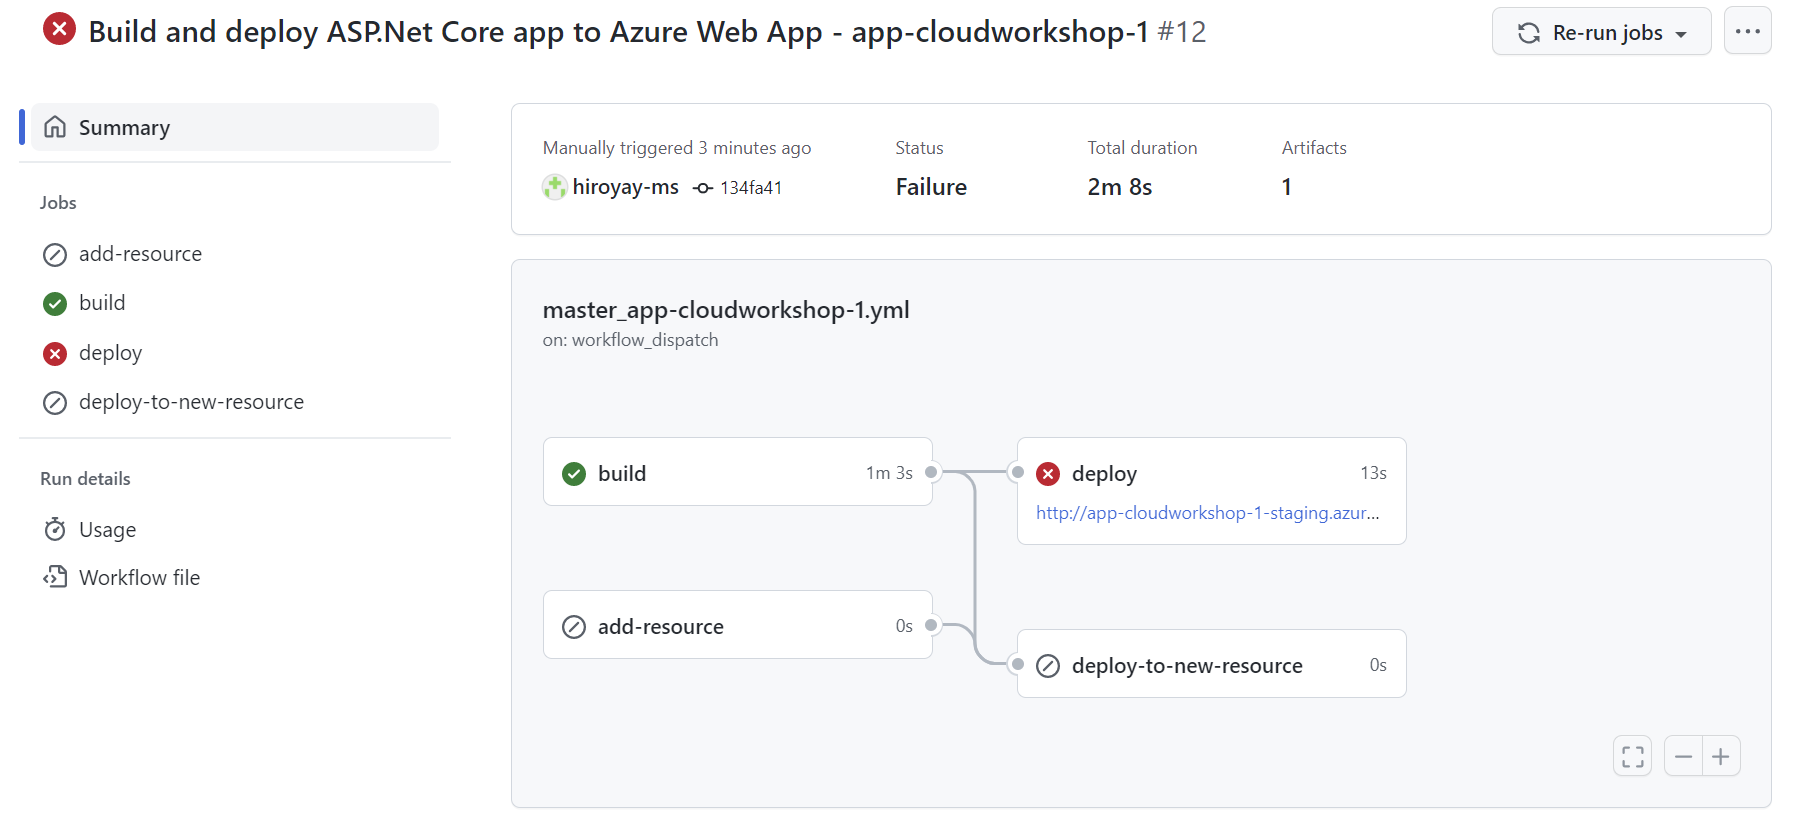 Build and deploy ASP.Net Core app to Azure Web App - app-cloudworkshop-1 #12
Re-run jobs
Summary
Jobs
add-resource
build
deploy
deploy-to-new-resource
Run details
Usage
Workflow file
Manually triggered 3 minutes ago
hiroyay-ms 134fa41
Status
Failure
Total duration
2m 8s
Artifacts
1
master_app-cloudworkshop-1.yml
on: workflow_dispatch
build 1m 3s
deploy 13s
http://app-cloudworkshop-1-staging.azur...
add-resource 0s
deploy-to-new-resource 0s